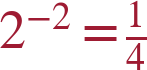 2⁻² = 1/4